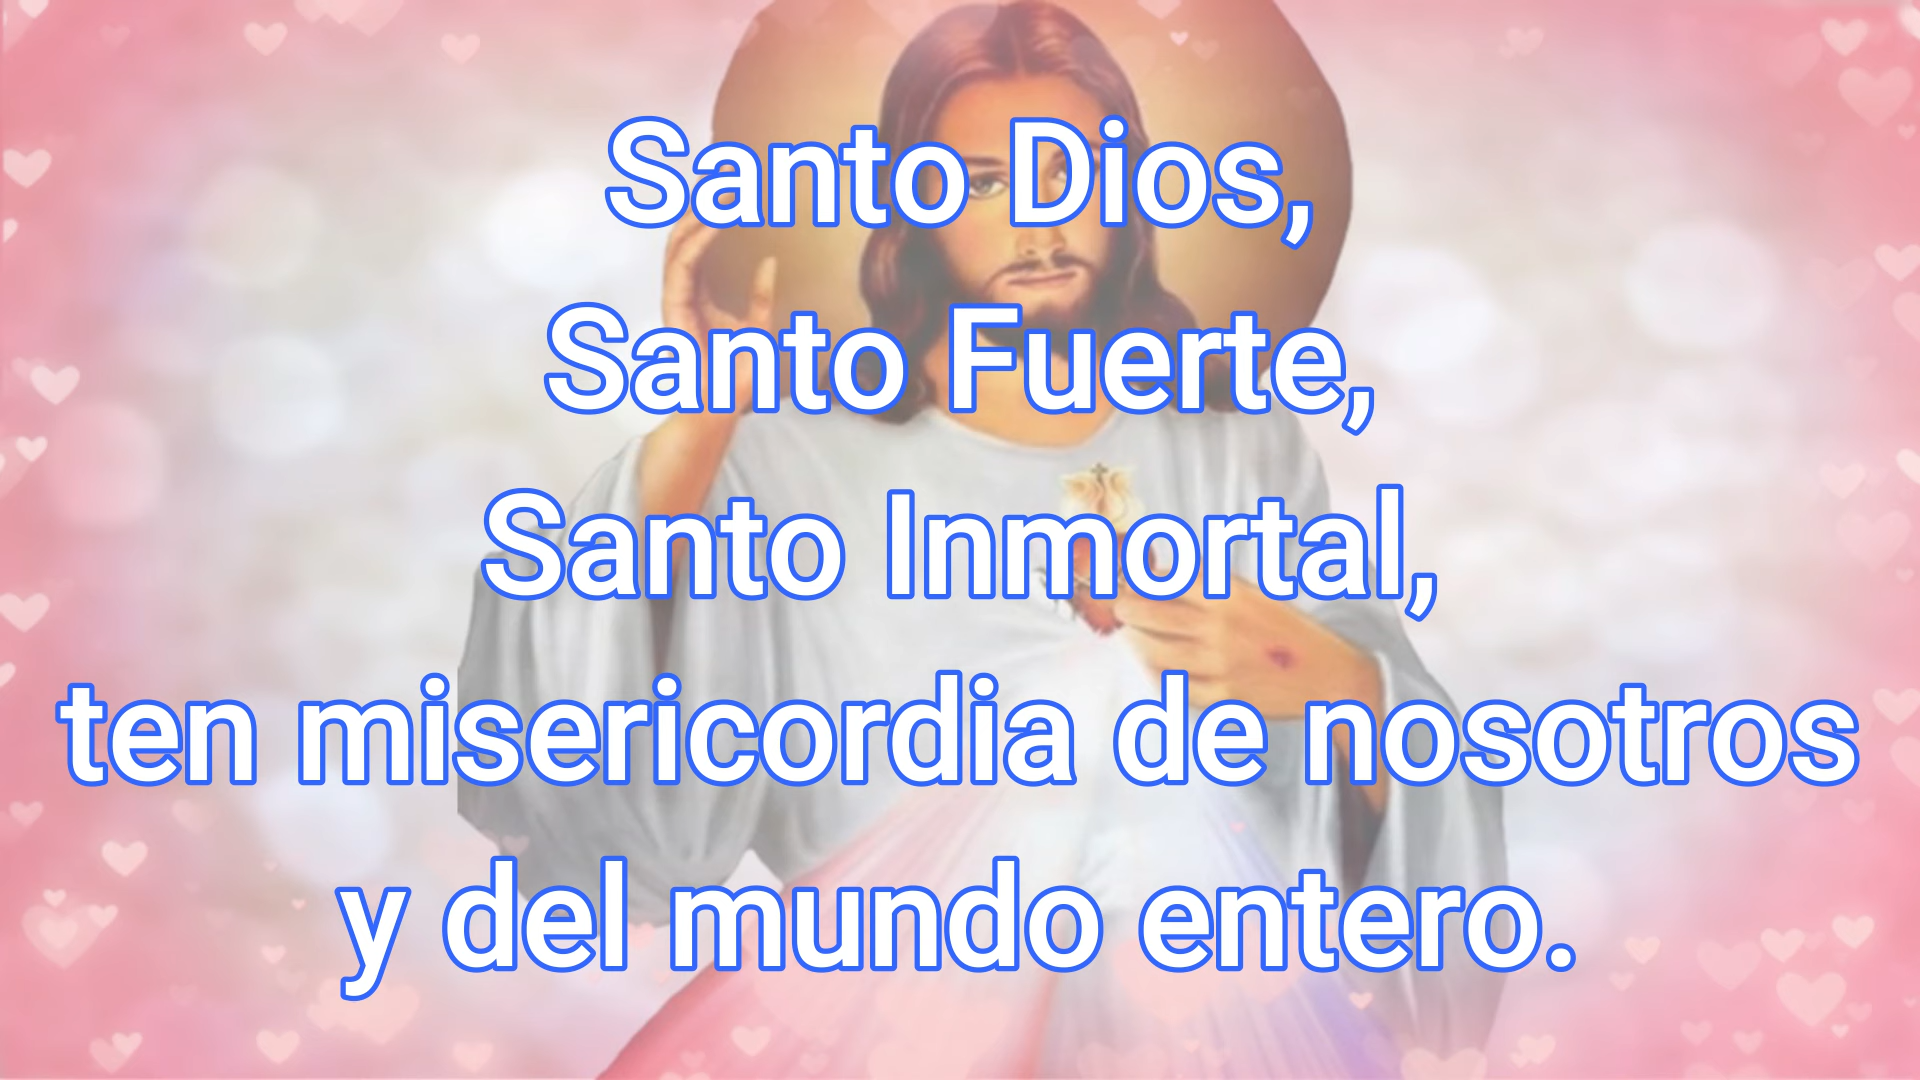 Santo Dios,
Santo Fuerte,
Santo Inmortal,
ten misericordia de nosotros
y del mundo entero.